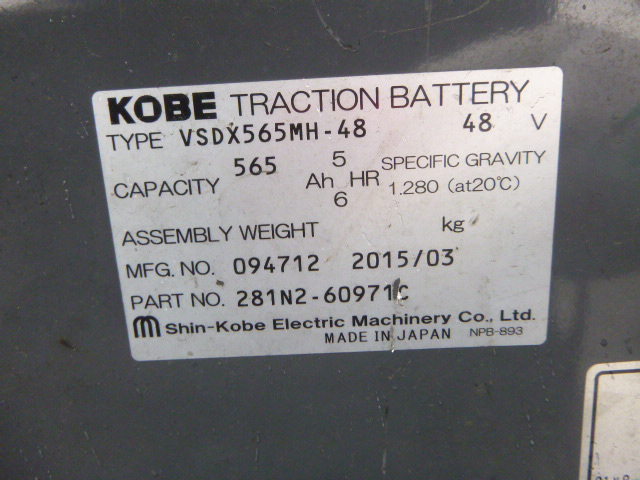 KOBE TRACTION BATTERY
TYPE VSDX565MH-48 48 V
CAPACITY 565 Ah 5 6 HR SPECIFIC GRAVITY
1.280 (at20℃)
ASSEMBLY WEIGHT kg
MFG. NO. 094712 2015/03
PART NO. 281N2-60971C
m Shin-Kobe Electric Machinery Co., Ltd.
MADE IN JAPAN NPB-893